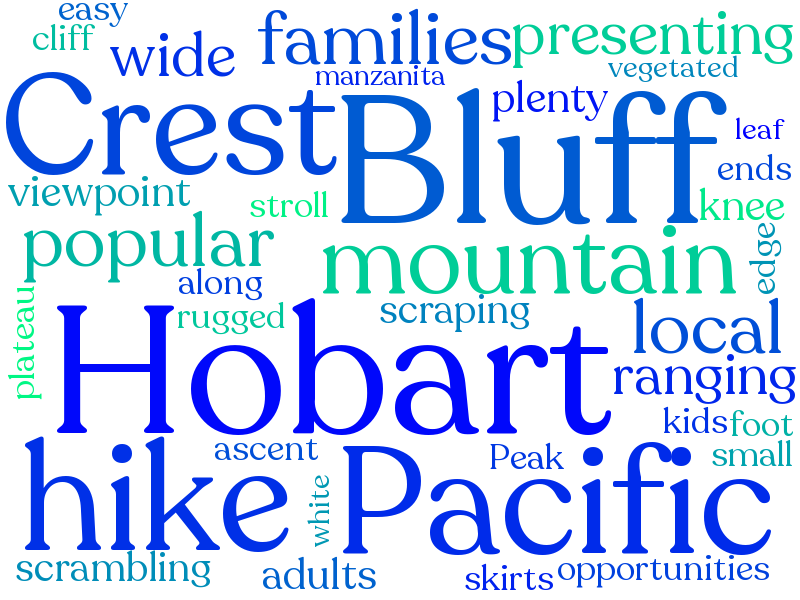 easy
cliff
wide
families
presenting
manzanita
vegetated
Crest
Bluff
plenty
leaf
ends
viewpoint
stroll
knee
popular
mountain
edge
along
plateau
rugged
scraping
local
Hobart
ranging
kids
foot
ascent
Peak
small
hike
white
Pacific
scrambling
adults
skirts
opportunities